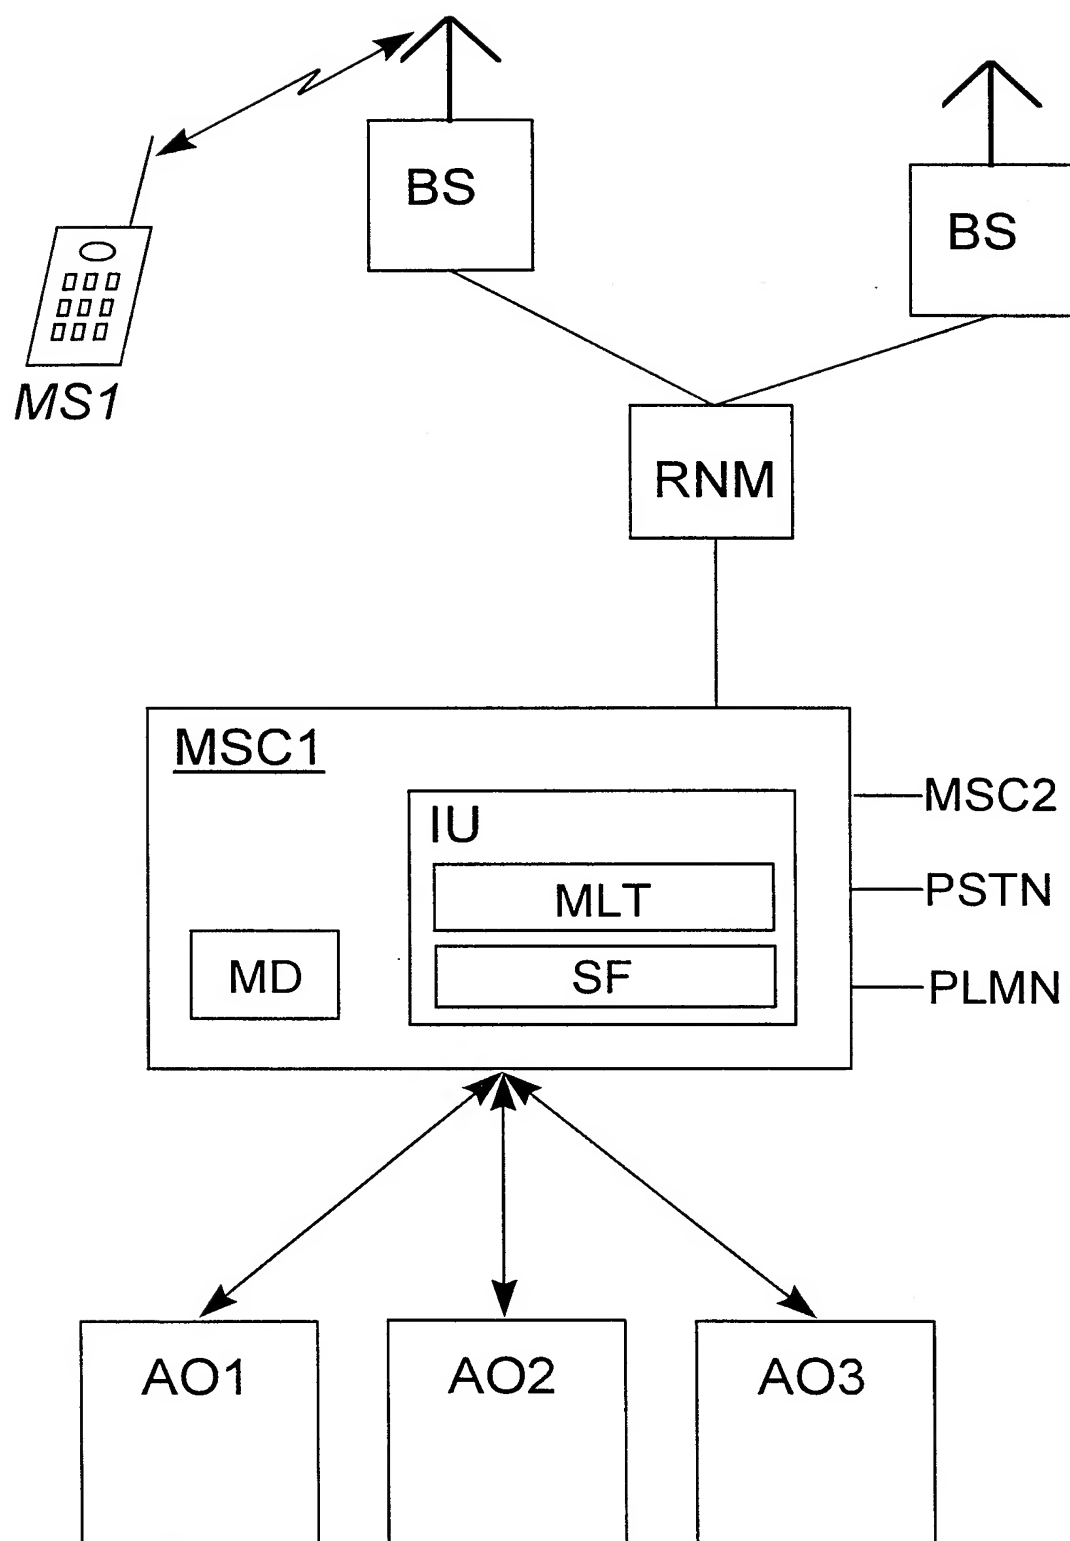 BS
BS
MS1
RNM
MSC1
IU
MLT
SF
MD
MSC2
PSTN
PLMN
AO1
AO2
AO3